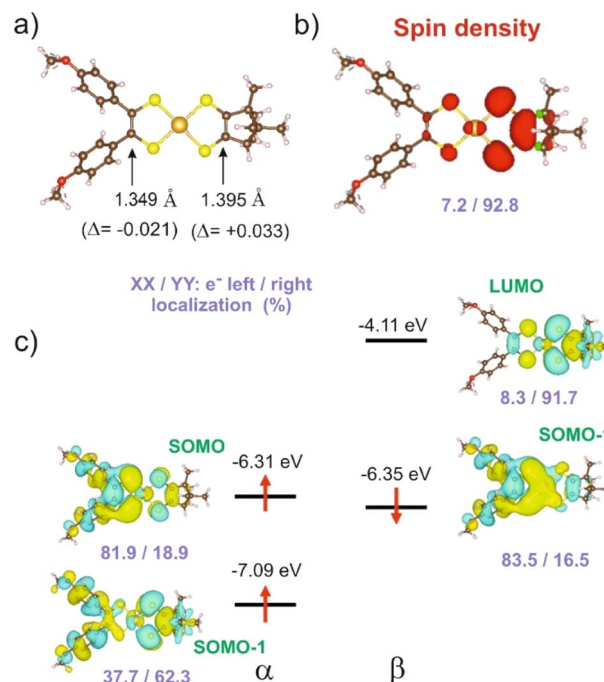 a)
b)
Spin density
1.349 Å
1.395 Å
(Δ= -0.021)
(Δ= +0.033)
7.2 / 92.8
XX / YY: e⁻ left / right
localization (%)
LUMO
c)
-4.11 eV
8.3 / 91.7
SOMO
SOMO-1
-6.31 eV
-6.35 eV
81.9 / 18.9
83.5 / 16.5
-7.09 eV
SOMO-1
37.7 / 62.3
α
β